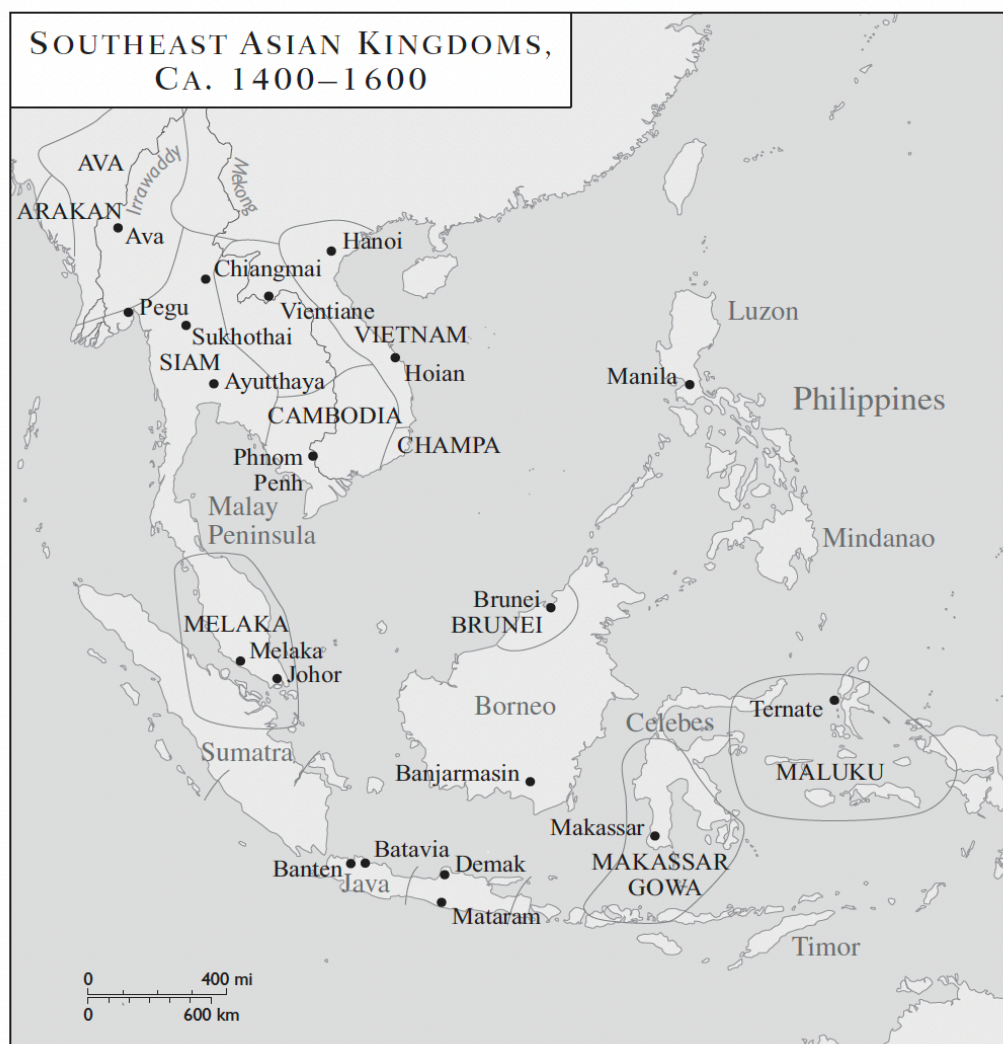 SOUTHEAST ASIAN KINGDOMS,
CA. 1400–1600
AVA
Irrawaddy
Mekong
ARAKAN
Ava
Hanoi
Chiangmai
Pegu
Vientiane
Luzon
Sukhothai
VIETNAM
SIAM
Hoian
Ayutthaya
Manila
Philippines
CAMBODIA
CHAMPA
Phnom
Penh
Malay
Peninsula
Mindanao
Brunei
BRUNEI
MELAKA
Melaka
Johor
Borneo
Ternate
Celebes
Sumatra
Banjarmasin
MALUKU
Makassar
Batavia
Banten
Demak
MAKASSAR
GOWA
Java
Mataram
Timor
0 400 mi
0 600 km